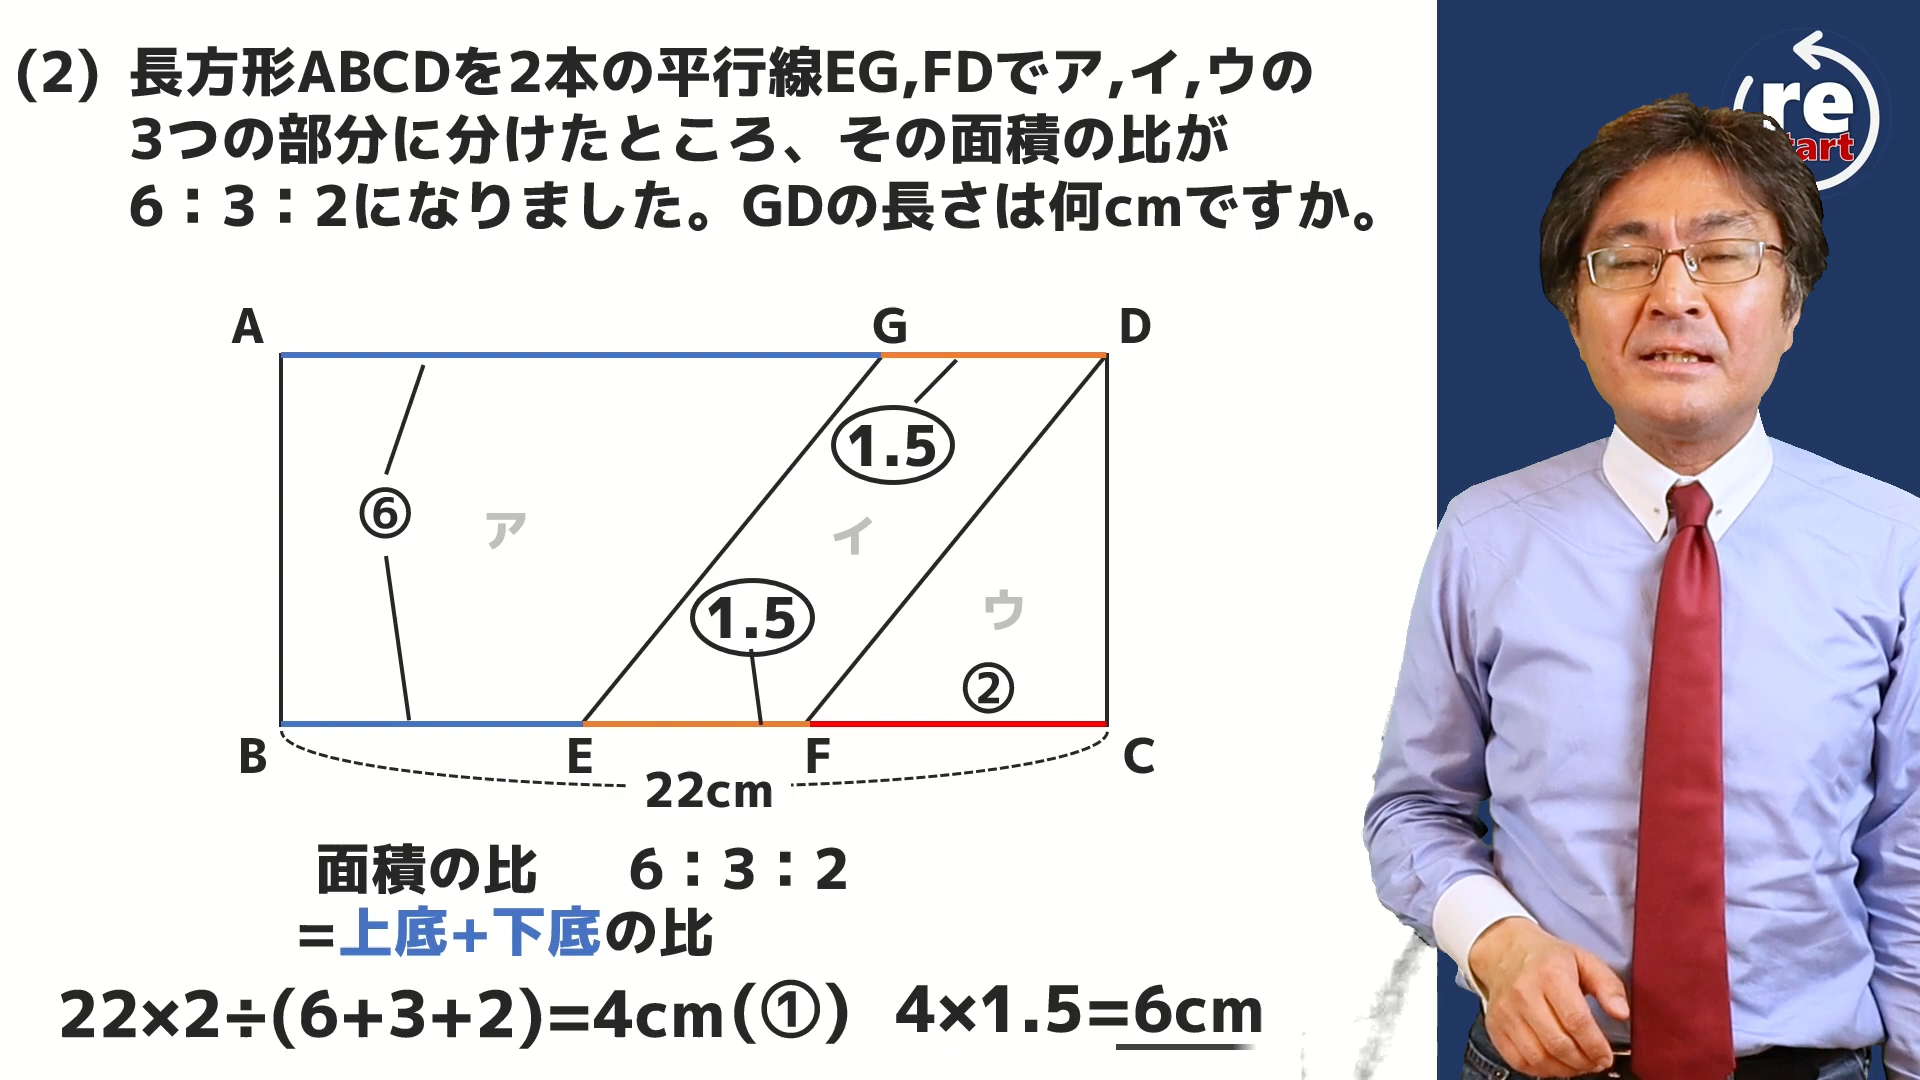 (2) 長方形ABCDを2本の平行線EG,FDでア,イ,ウの
3つの部分に分けたところ、その面積の比が
6：3：2になりました。GDの長さは何cmですか。
re
tart
A
G
D
1.5
⑥
ア
イ
1.5
ウ
②
B
E
F
C
22cm
面積の比 6：3：2
=上底+下底の比
22×2÷(6+3+2)=4cm(①) 4×1.5=6cm